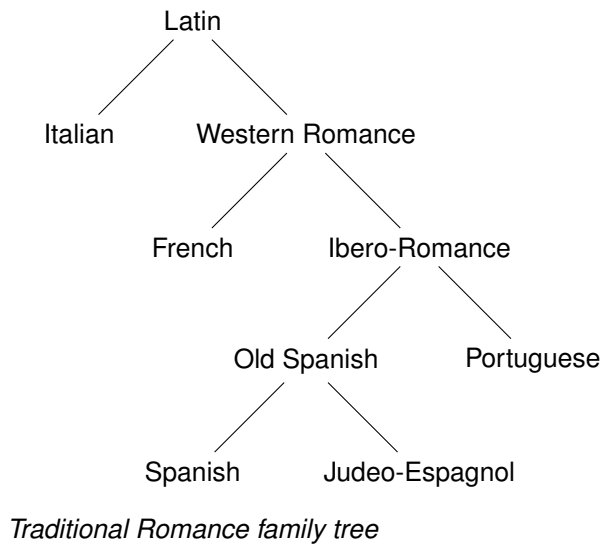 Latin
Italian Western Romance
French Ibero-Romance
Old Spanish Portuguese
Spanish Judeo-Espagnol
Traditional Romance family tree